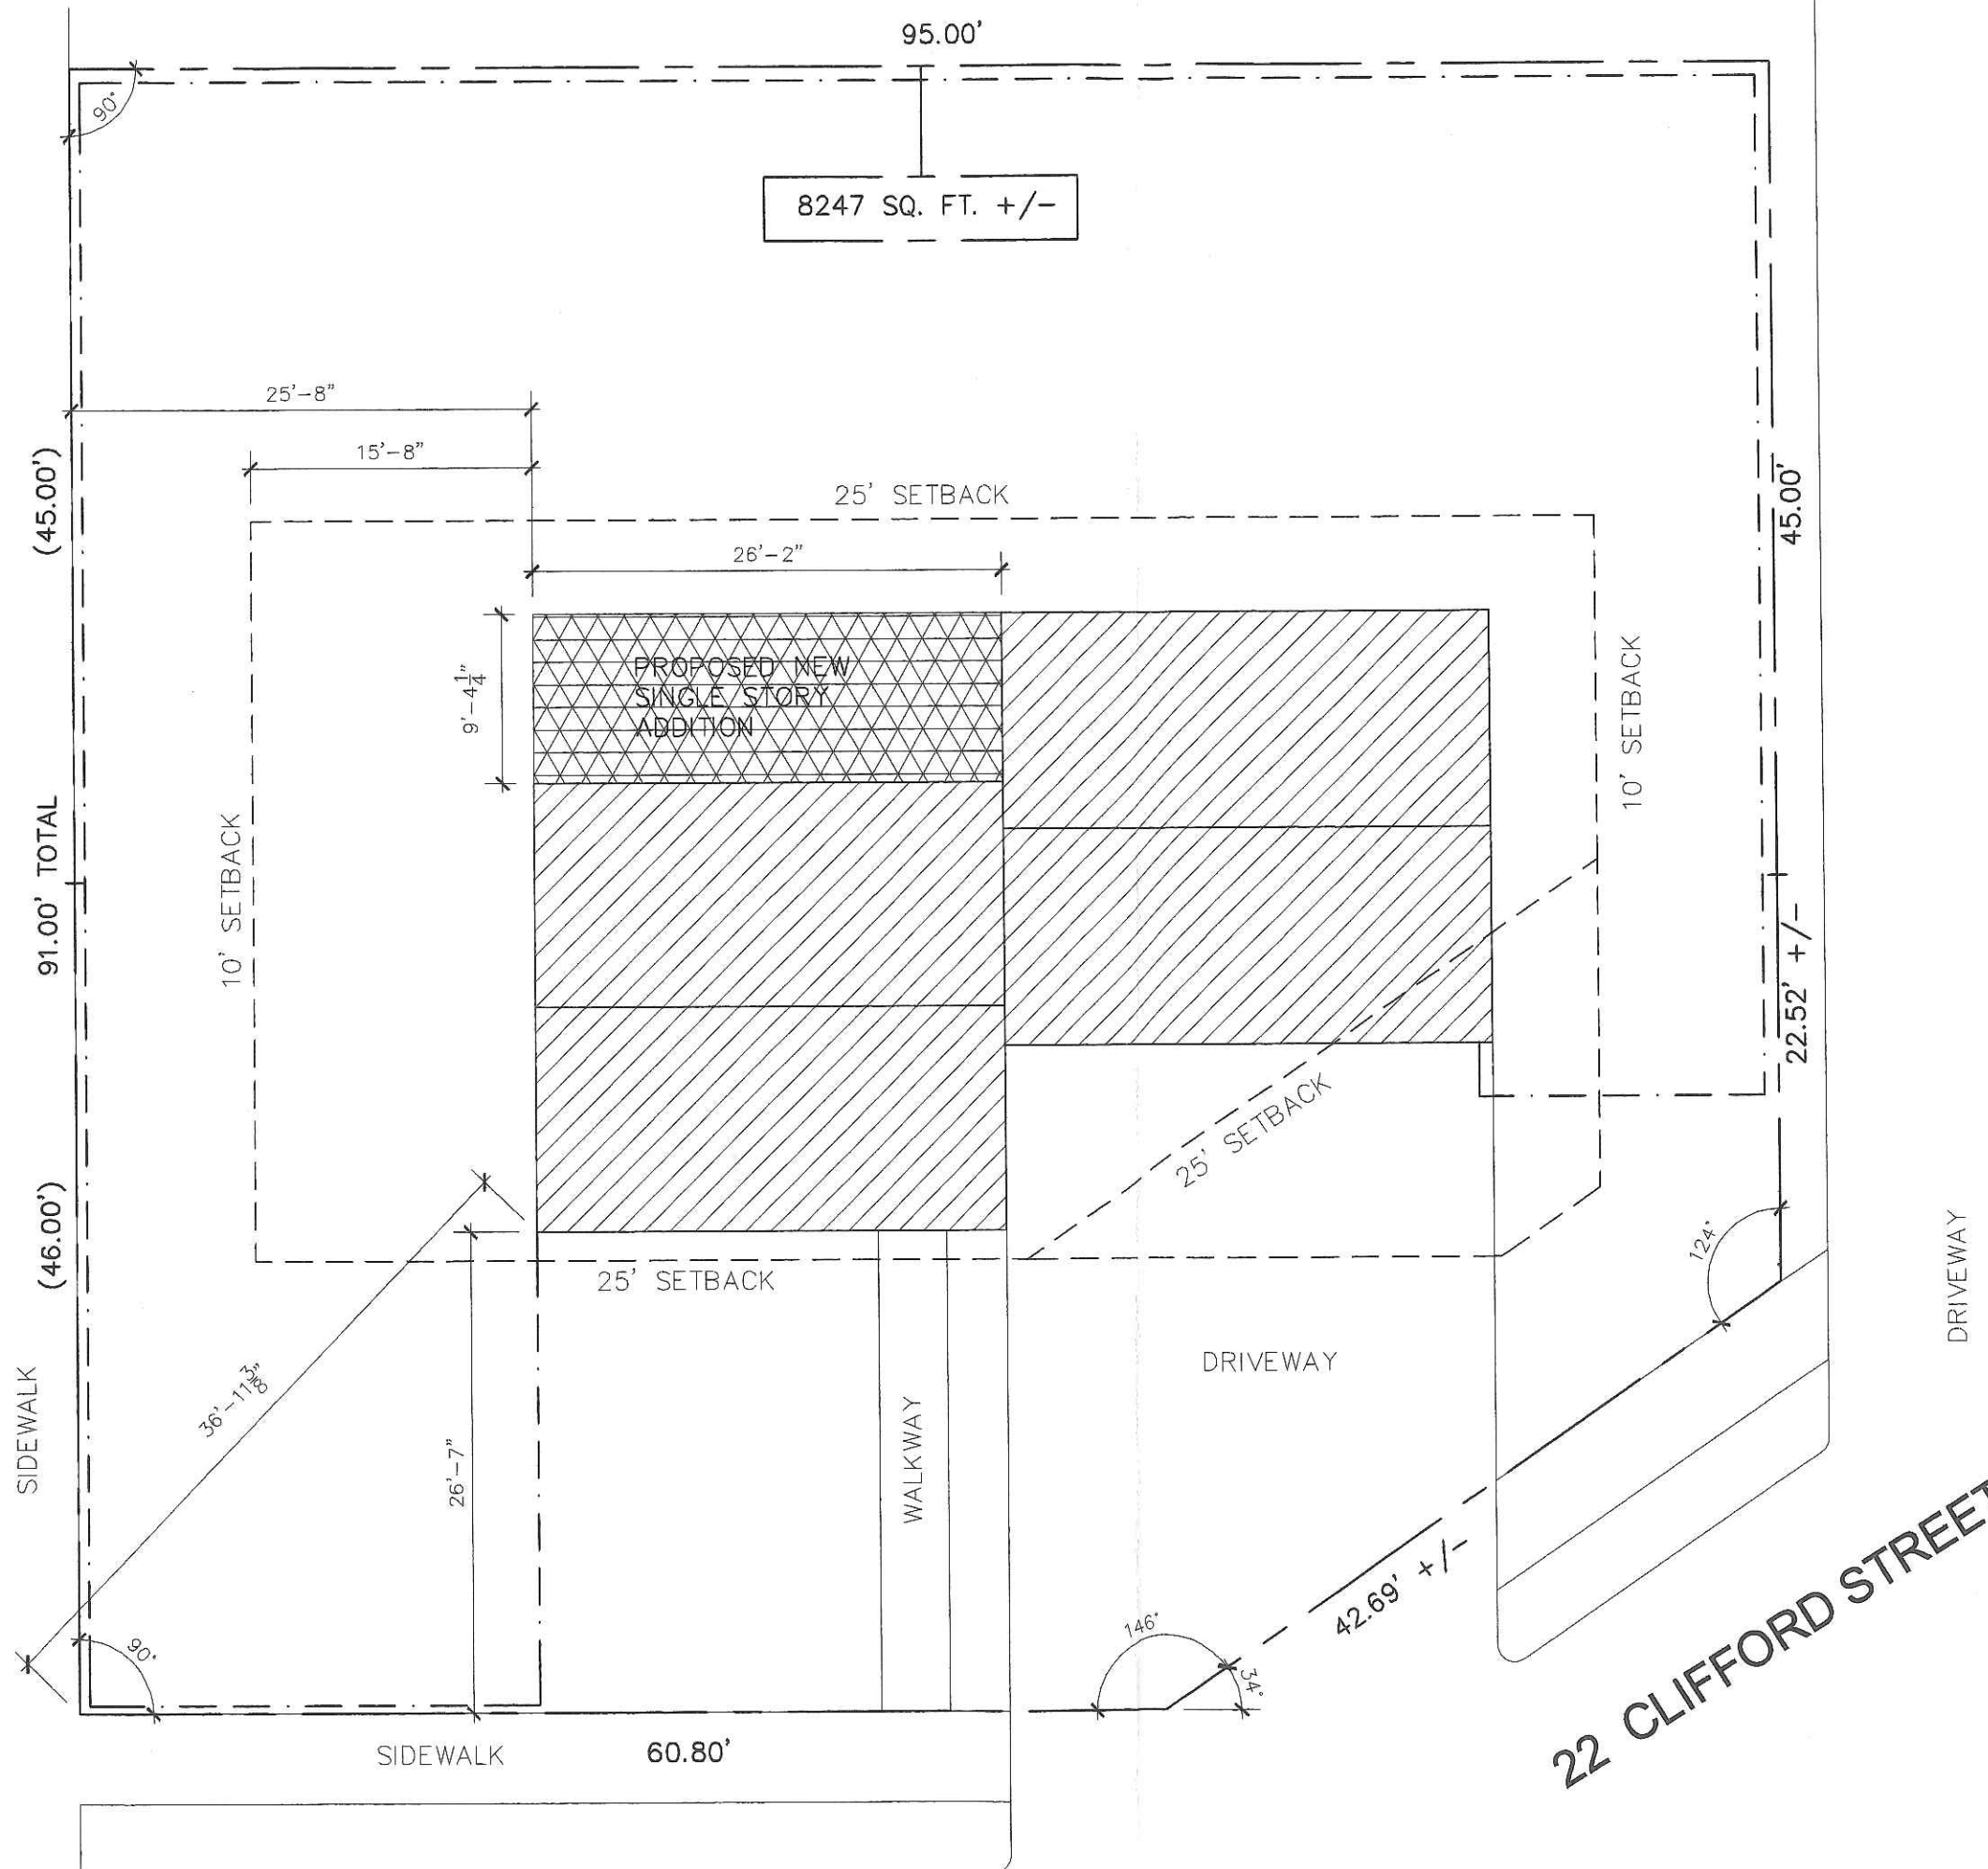 95.00'
90°
8247 SQ. FT. +/-
25'-8"
15'-8"
(45.00')
25' SETBACK
45.00'
26'-2"
PROPOSED NEW
SINGLE STORY
ADDITION
9'-4 1/4"
10' SETBACK
10' SETBACK
91.00' TOTAL
22.52' +/-
25' SETBACK
(46.00')
25' SETBACK
124°
DRIVEWAY
DRIVEWAY
SIDEWALK
36'-11 3/8"
26'-7"
WALKWAY
42.69' +/-
22 CLIFFORD STREET
90°
146°
34°
SIDEWALK
60.80'